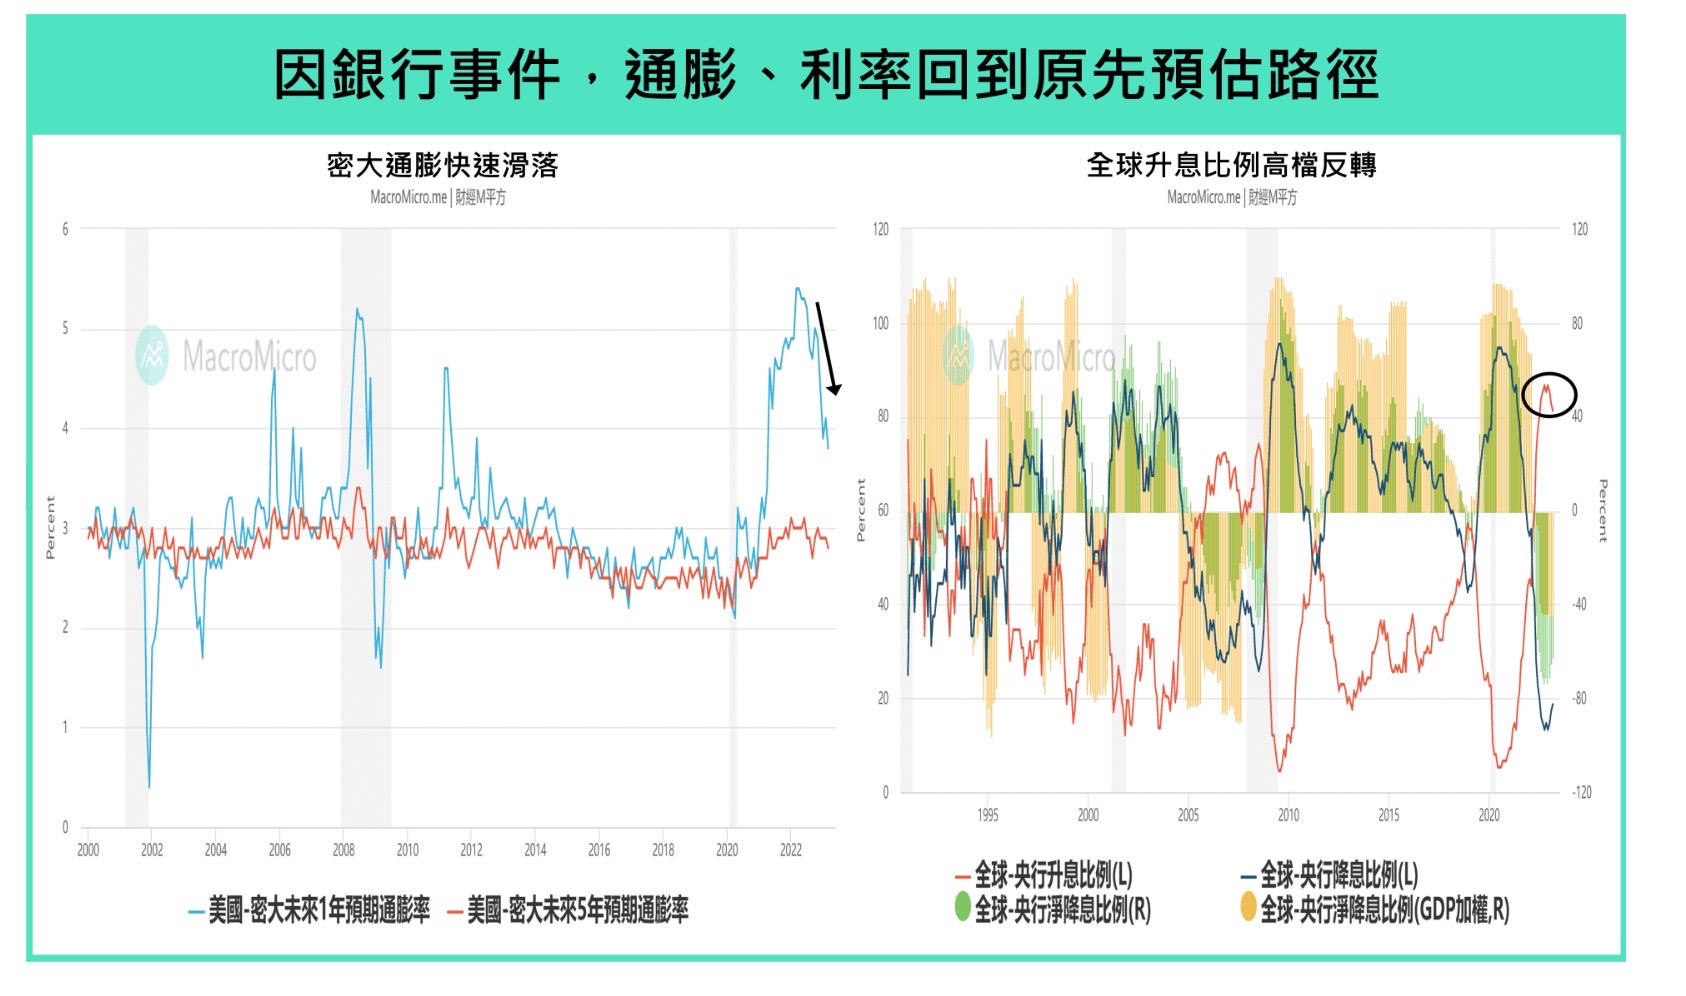 因銀行事件，通膨、利率回到原先預估路徑
密大通膨快速滑落
MacroMicro.me | 財經M平方
6
5
4
3
2
1
0
Percent
MacroMicro
2000 2002 2004 2006 2008 2010 2012 2014 2016 2018 2020 2022
美國-密大未來1年預期通膨率 美國-密大未來5年預期通膨率
全球升息比例高檔反轉
MacroMicro.me | 財經M平方
120
100
80
60
40
20
0
Percent
MacroMicro
120
80
40
0
-40
-80
-120
Percent
1995 2000 2005 2010 2015 2020
全球-央行升息比例(L) 全球-央行降息比例(L)
全球-央行淨降息比例(R) 全球-央行淨降息比例(GDP加權,R)